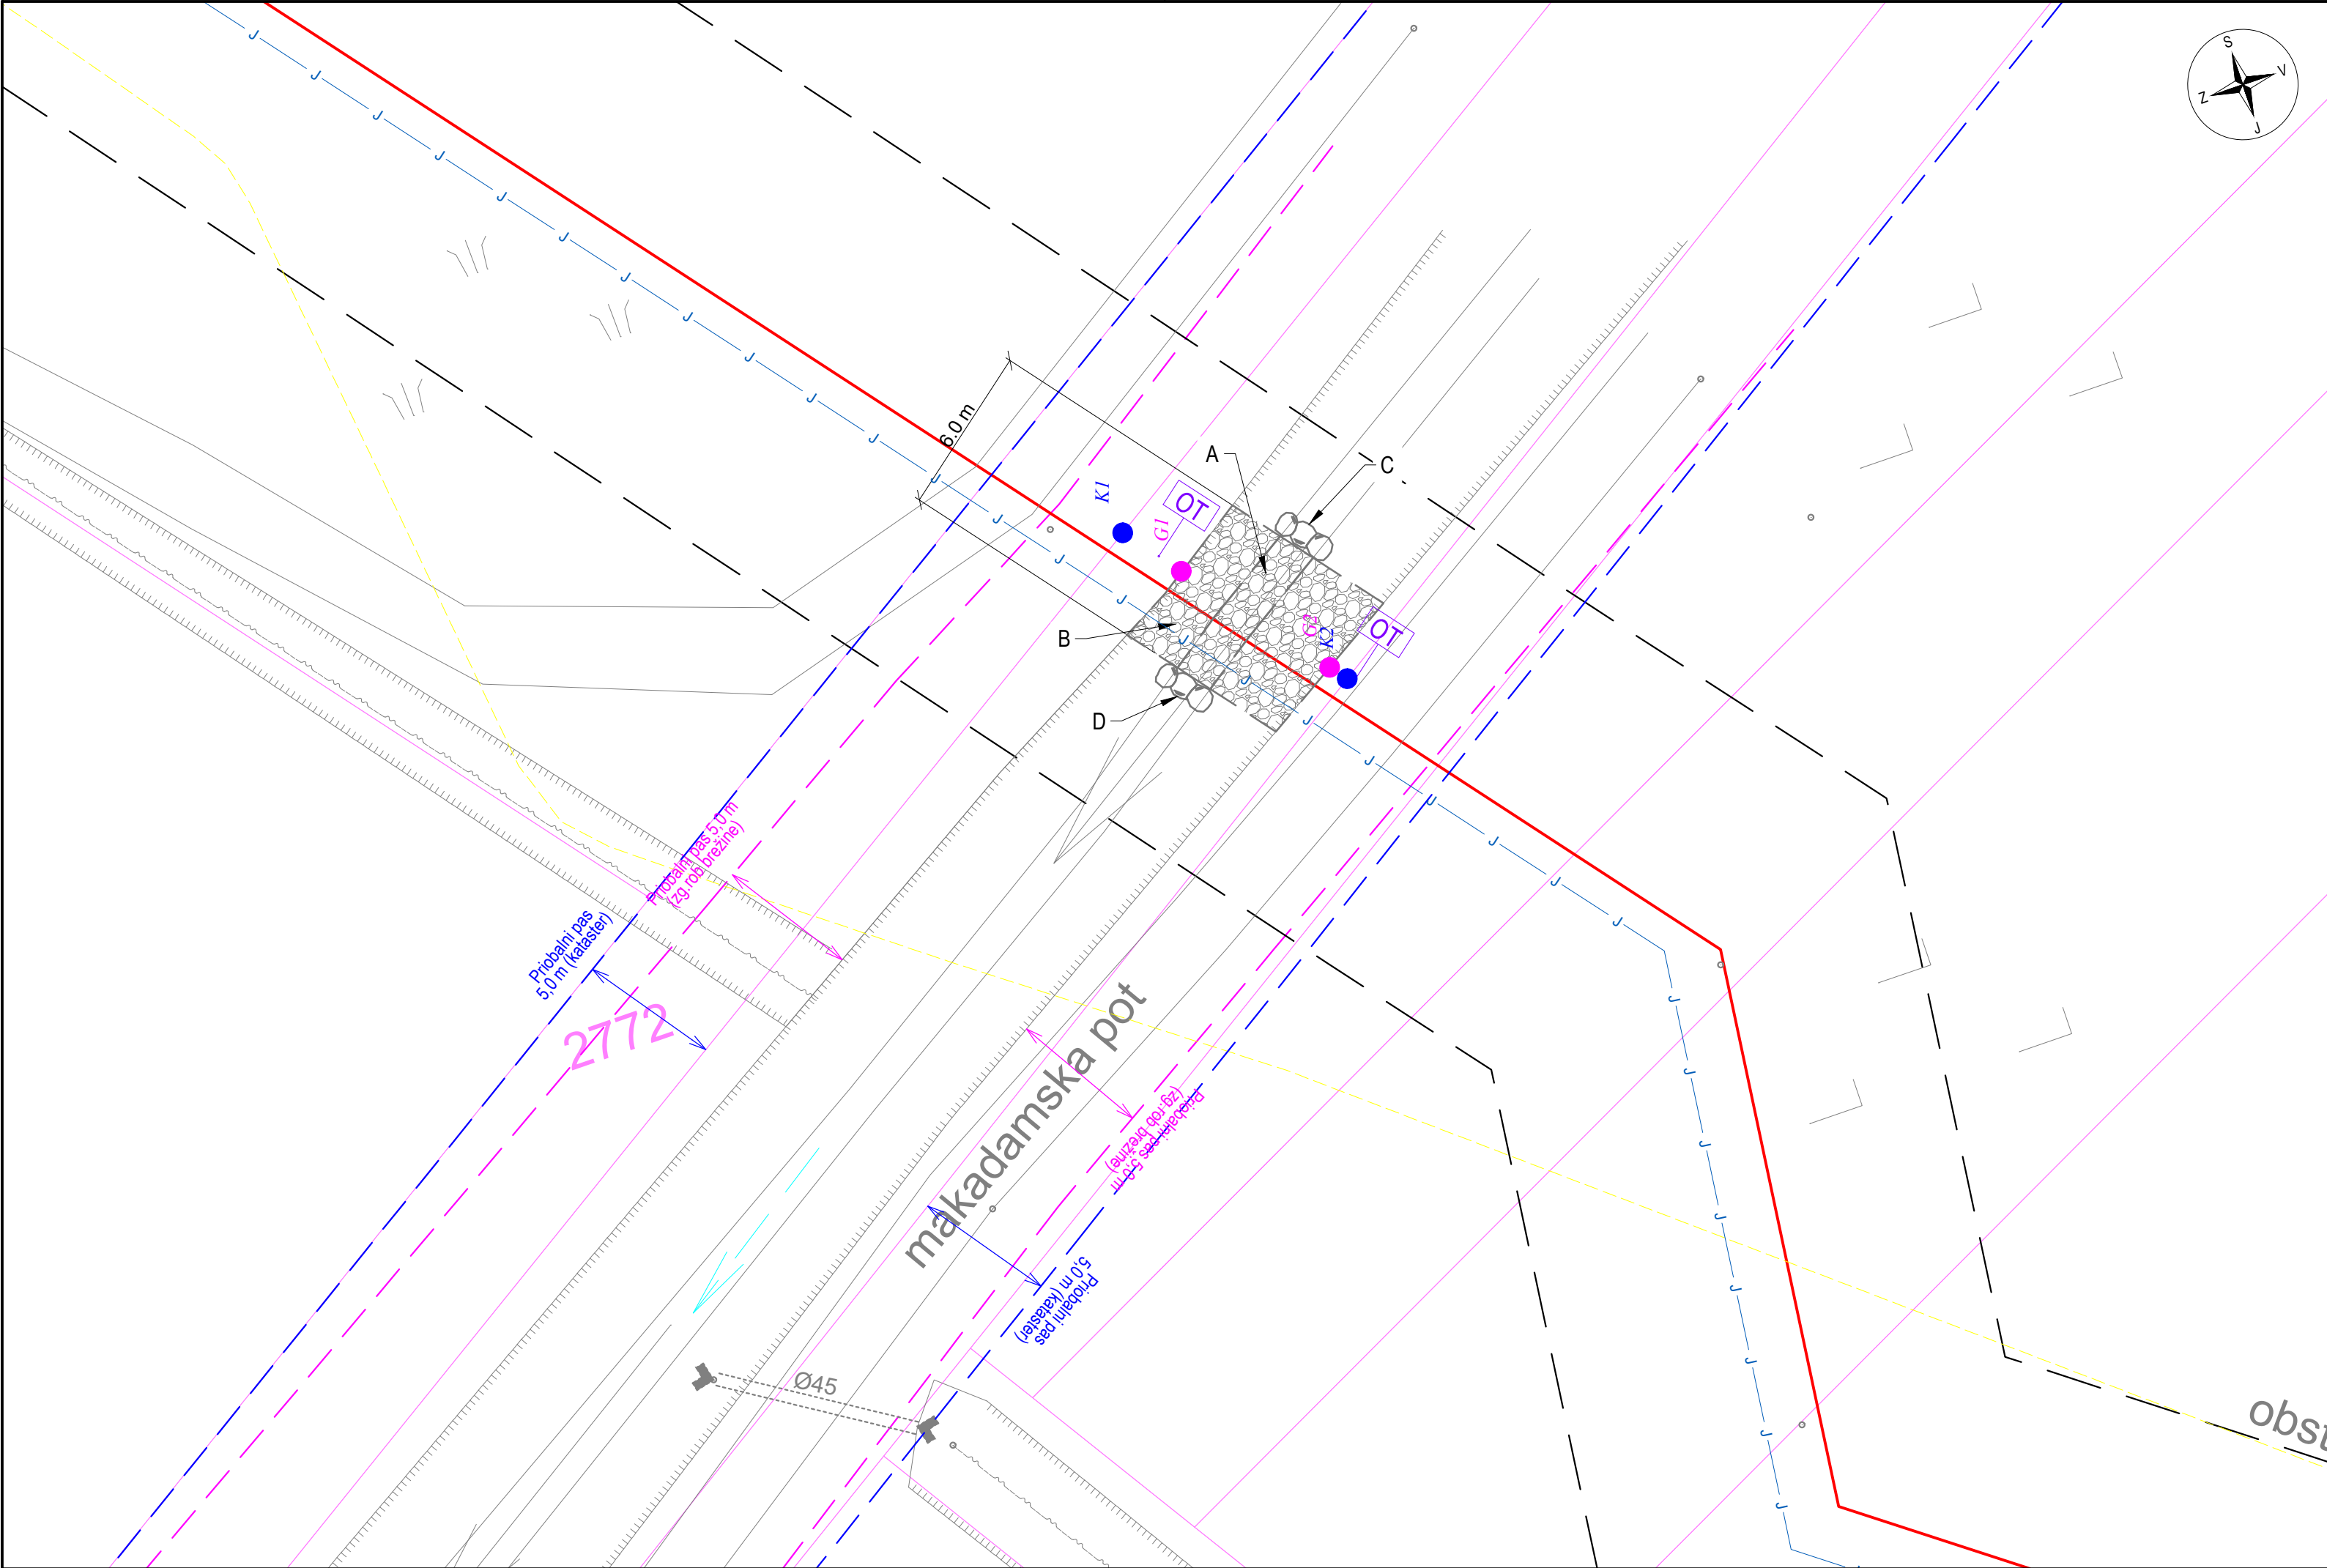 S
V
Z
J
6.0 m
A
C
K1
OT
G1
B
G2
K2
OT
D
Priobalni pas 5,0 m
(zg.rob brežine)
Priobalni pas
5,0 m (kataster)
2772
makadamska pot
Priobalni pas 5,0 m
(zg.rob brežine)
Priobalni pas
5,0 m (kataster)
Ø45
obst
J J J J J J J J J J J J J J J J J J J J J J J J J J J J J J J